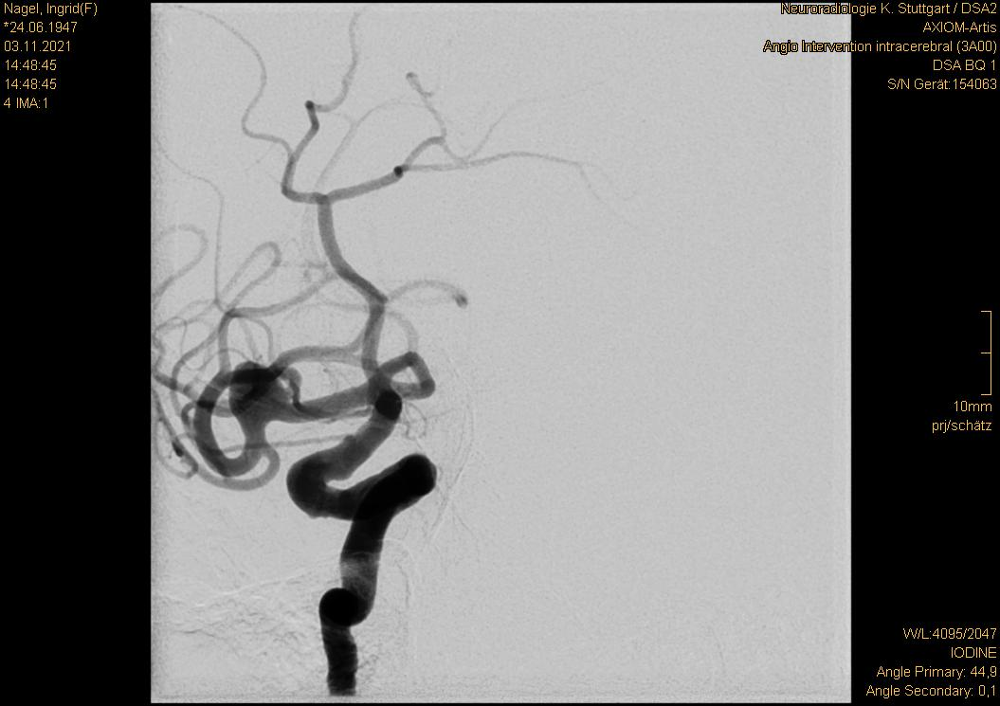 Nagel, Ingrid(F)
*24.06.1947
03.11.2021
14:48:45
14:48:45
4 IMA:1
Neuroradiologie K. Stuttgart / DSA2
AXIOM-Artis
Angio Intervention intracerebral (3A00)
DSA BQ 1
S/N Gerät:154063
10mm
prj/schätz
W/L:4095/2047
IODINE
Angle Primary: 44,9
Angle Secondary: 0,1